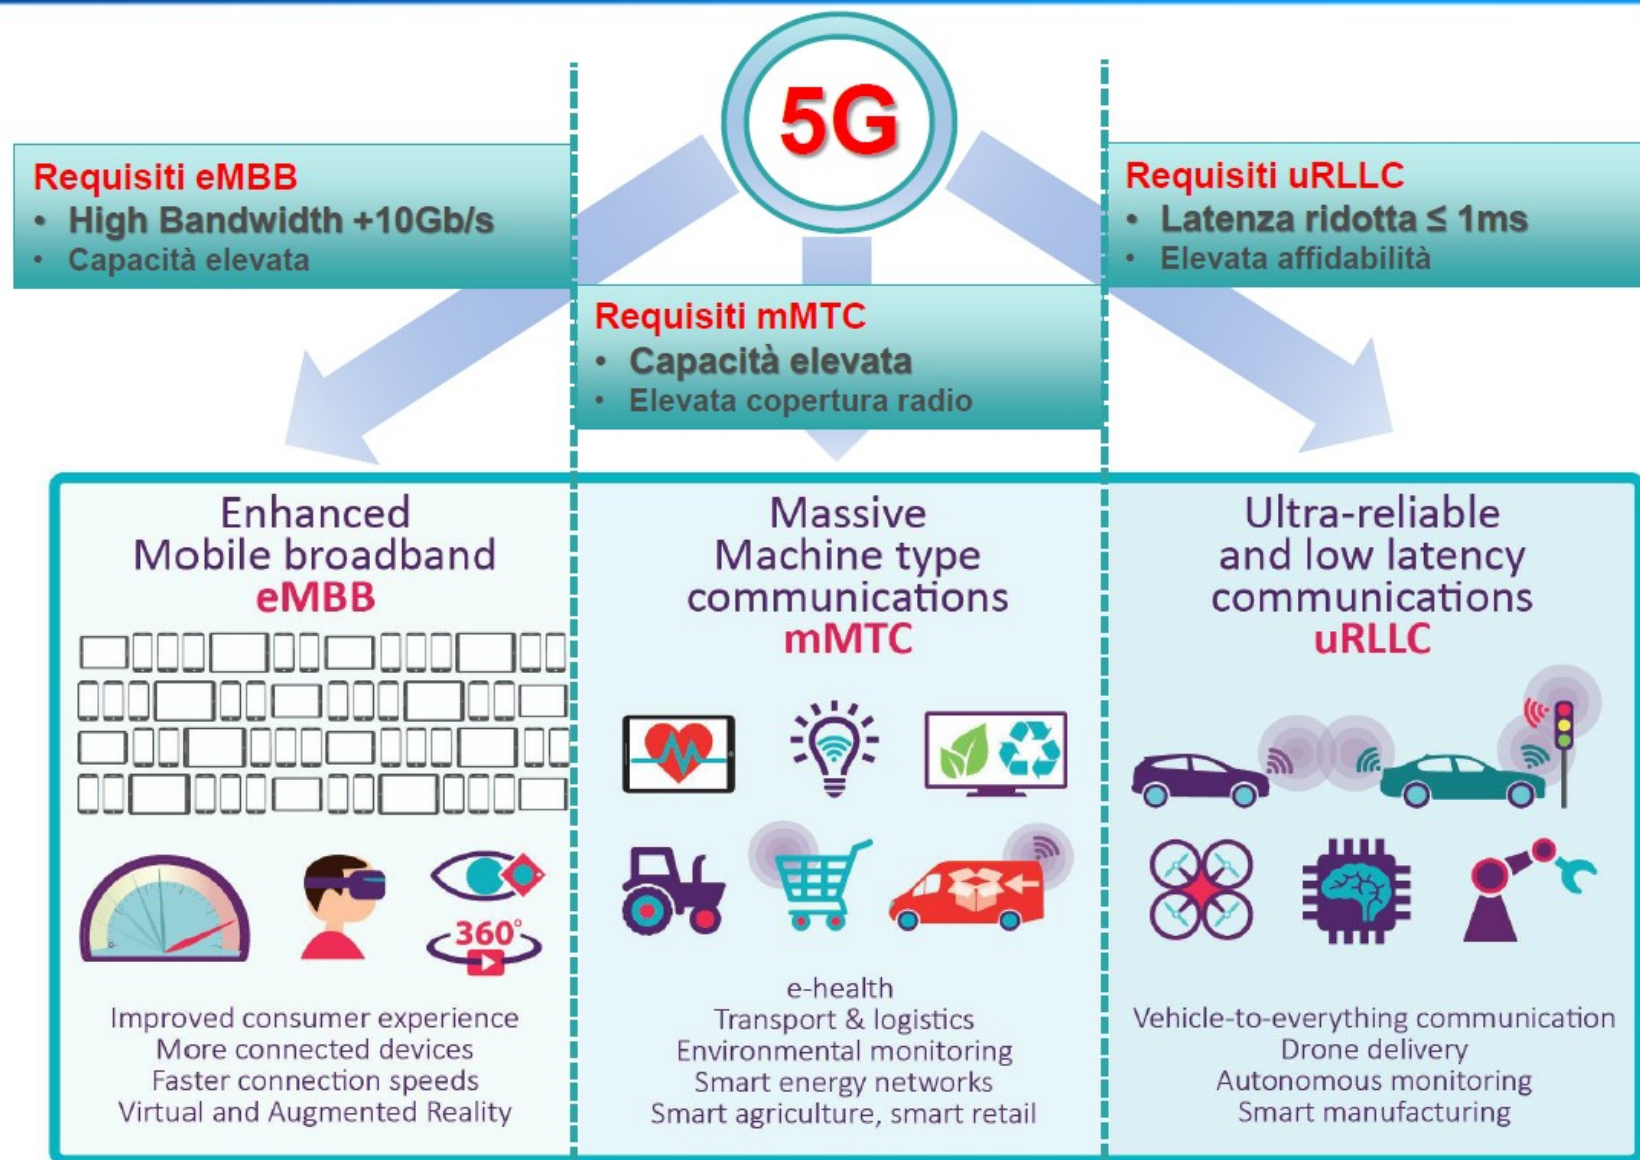 5G
Requisiti eMBB
• High Bandwidth +10Gb/s
• Capacità elevata
Requisiti mMTC
• Capacità elevata
• Elevata copertura radio
Requisiti uRLLC
• Latenza ridotta ≤ 1ms
• Elevata affidabilità
Enhanced
Mobile broadband
eMBB
360°
Improved consumer experience
More connected devices
Faster connection speeds
Virtual and Augmented Reality
Massive
Machine type
communications
mMTC
e-health
Transport & logistics
Environmental monitoring
Smart energy networks
Smart agriculture, smart retail
Ultra-reliable
and low latency
communications
uRLLC
Vehicle-to-everything communication
Drone delivery
Autonomous monitoring
Smart manufacturing